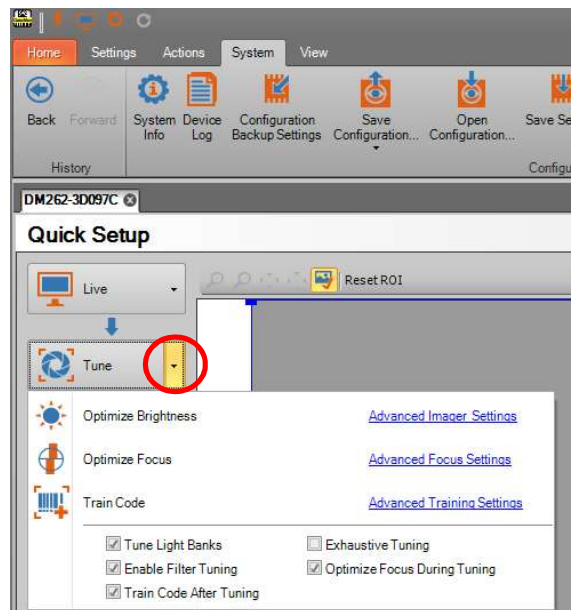 Home Settings Actions System View
Back Forward System Info Device Log Configuration Backup Settings Save Configuration... Open Configuration... Save Se
History Configu
DM262-3D097C
Quick Setup
Live Reset ROI
Tune
Optimize Brightness Advanced Imager Settings
Optimize Focus Advanced Focus Settings
Train Code Advanced Training Settings
Tune Light Banks Exhaustive Tuning
Enable Filter Tuning Optimize Focus During Tuning
Train Code After Tuning